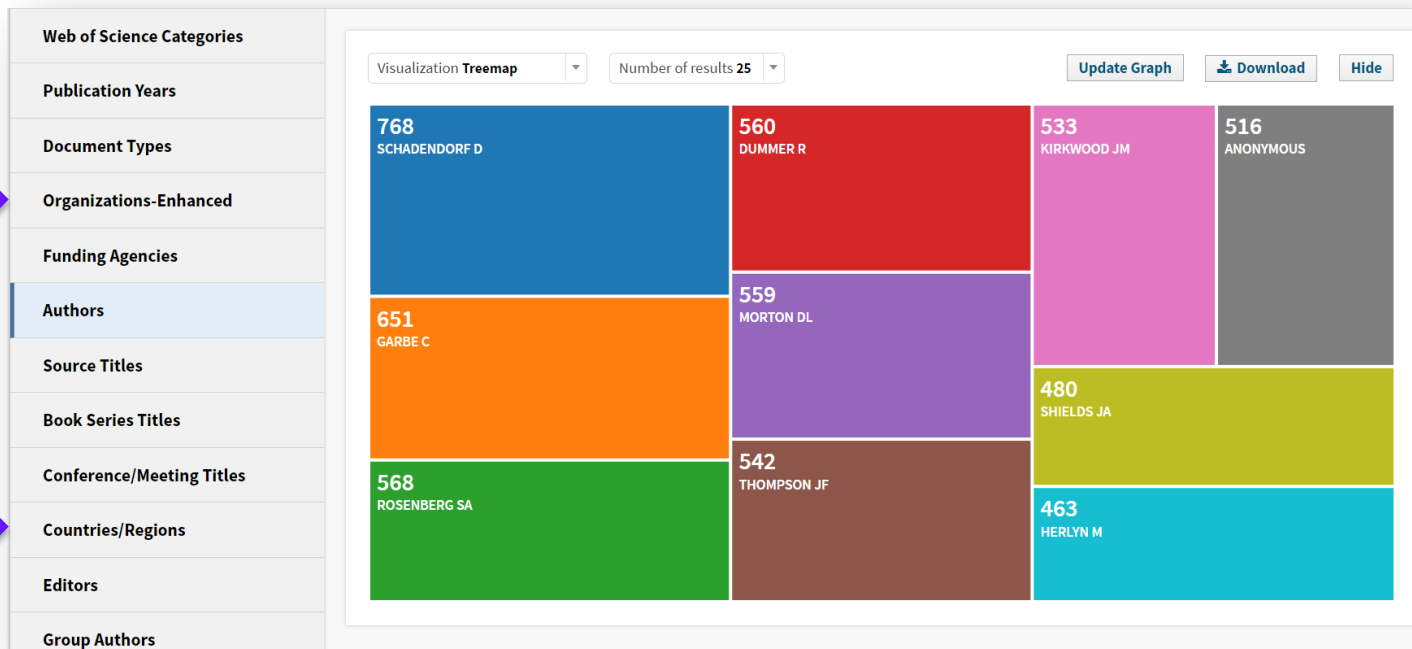 Web of Science Categories
Publication Years
Document Types
Organizations-Enhanced
Funding Agencies
Authors
Source Titles
Book Series Titles
Conference/Meeting Titles
Countries/Regions
Editors
Group Authors
Visualization Treemap
Number of results 25
Update Graph
Download
Hide
768
SCHADENDORF D
651
GARBE C
568
ROSENBERG SA
560
DUMMER R
559
MORTON DL
542
THOMPSON JF
533
KIRKWOOD JM
516
ANONYMOUS
480
SHIELDS JA
463
HERLYN M